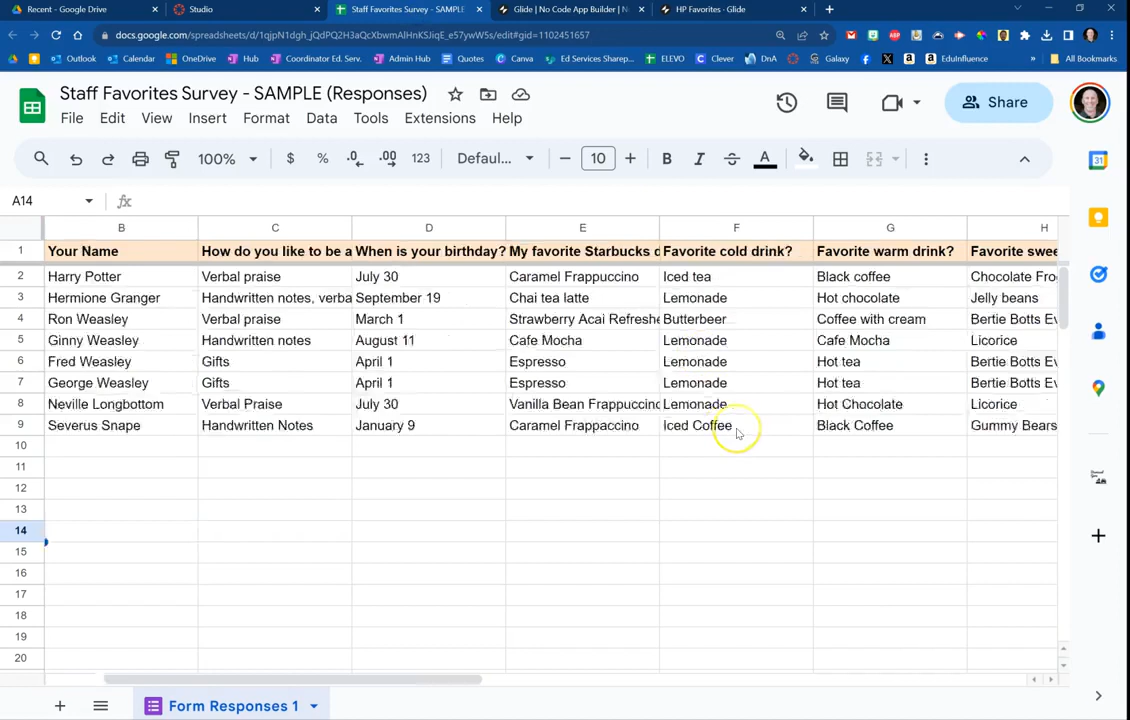 Recent - Google Drive
Studio
Staff Favorites Survey - SAMPLE
Glide | No Code App Builder | N
HP Favorites · Glide
docs.google.com/spreadsheets/d/1qjpN1dgh_jQdPQ2H3aQcXbwmAlHnKSJiqE_e57yw5s/edit#gid=1102451657
Outlook Calendar OneDrive Hub Coordinator Ed. Serv. Admin Hub Quotes Canva Ed Services Sharep... ELEVO Clever DnA Galaxy EduInfluence » All Bookmarks
Staff Favorites Survey - SAMPLE (Responses)
Share
File Edit View Insert Format Data Tools Extensions Help
100% $ % .0 .00 123 Defaul... − 10 + B I A
31
A14 fx
B C D E F G H
1 Your Name How do you like to be a When is your birthday? My favorite Starbucks d Favorite cold drink? Favorite warm drink? Favorite swee
2 Harry Potter Verbal praise July 30 Caramel Frappuccino Iced tea Black coffee Chocolate Fro
3 Hermione Granger Handwritten notes, verba September 19 Chai tea latte Lemonade Hot chocolate Jelly beans
4 Ron Weasley Verbal praise March 1 Strawberry Acai Refreshe Butterbeer Coffee with cream Bertie Botts Ev
5 Ginny Weasley Handwritten notes August 11 Cafe Mocha Lemonade Cafe Mocha Licorice
6 Fred Weasley Gifts April 1 Espresso Lemonade Hot tea Bertie Botts Ev
7 George Weasley Gifts April 1 Espresso Lemonade Hot tea Bertie Botts Ev
8 Neville Longbottom Verbal Praise July 30 Vanilla Bean Frappuccino Lemonade Hot Chocolate Licorice
9 Severus Snape Handwritten Notes January 9 Caramel Frappaccino Iced Coffee Black Coffee Gummy Bears
10
11
12
13
14
15
16
17
18
19
20
Form Responses 1